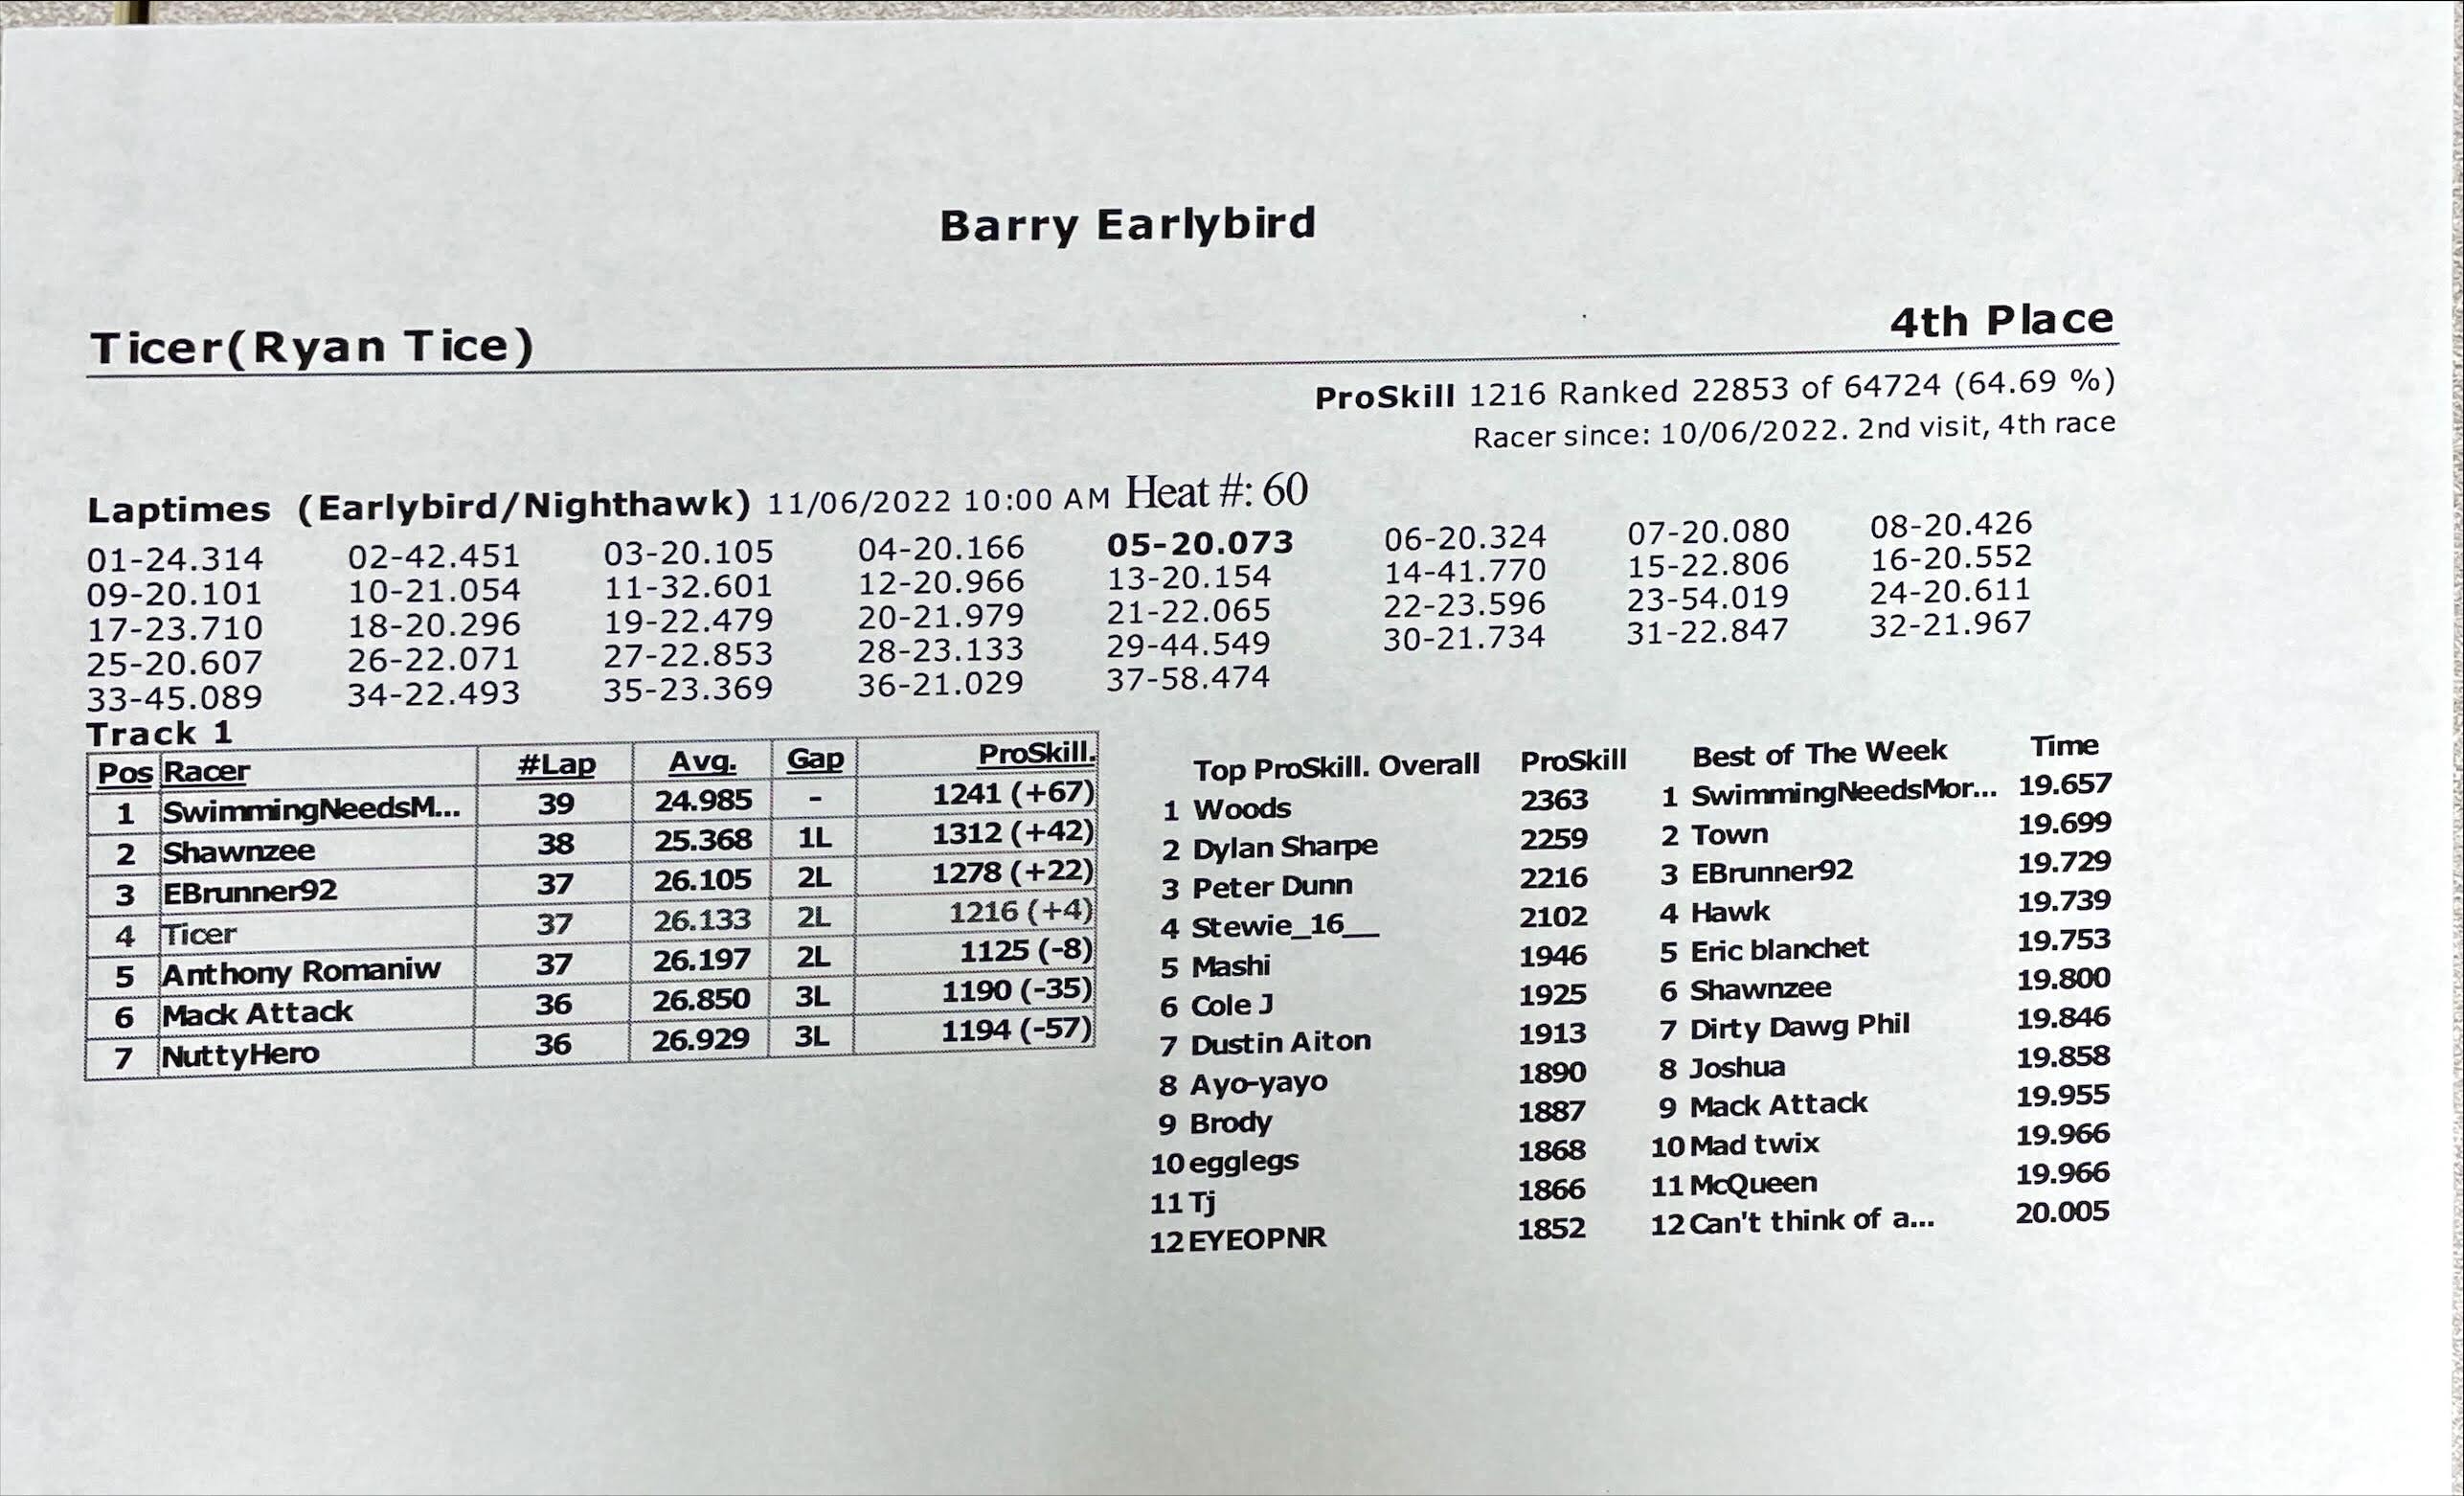 Barry Earlybird
Ticer(Ryan Tice) 4th Place
ProSkill 1216 Ranked 22853 of 64724 (64.69 %)
Racer since: 10/06/2022. 2nd visit, 4th race
Laptimes (Earlybird/Nighthawk) 11/06/2022 10:00 AM Heat #: 60
01-24.314 02-42.451 03-20.105 04-20.166 05-20.073 06-20.324 07-20.080 08-20.426
09-20.101 10-21.054 11-32.601 12-20.966 13-20.154 14-41.770 15-22.806 16-20.552
17-23.710 18-20.296 19-22.479 20-21.979 21-22.065 22-23.596 23-54.019 24-20.611
25-20.607 26-22.071 27-22.853 28-23.133 29-44.549 30-21.734 31-22.847 32-21.967
33-45.089 34-22.493 35-23.369 36-21.029 37-58.474
Track 1
Pos Racer #Lap Avg. Gap ProSkill.
1 SwimmingNeedsM... 39 24.985 - 1241 (+67)
2 Shawnzee 38 25.368 1L 1312 (+42)
3 EBrunner92 37 26.105 2L 1278 (+22)
4 Ticer 37 26.133 2L 1216 (+4)
5 Anthony Romaniw 37 26.197 2L 1125 (-8)
6 Mack Attack 36 26.850 3L 1190 (-35)
7 NuttyHero 36 26.929 3L 1194 (-57)
Top ProSkill. Overall ProSkill
1 Woods 2363
2 Dylan Sharpe 2259
3 Peter Dunn 2216
4 Stewie_16__ 2102
5 Mashi 1946
6 Cole J 1925
7 Dustin Aiton 1913
8 Ayo-yayo 1890
9 Brody 1887
10 egglegs 1868
11 Tj 1866
12 EYEOPNR 1852
Best of The Week Time
1 SwimmingNeedsMor... 19.657
2 Town 19.699
3 EBrunner92 19.729
4 Hawk 19.739
5 Eric blanchet 19.753
6 Shawnzee 19.800
7 Dirty Dawg Phil 19.846
8 Joshua 19.858
9 Mack Attack 19.955
10 Mad twix 19.966
11 McQueen 19.966
12 Can't think of a... 20.005